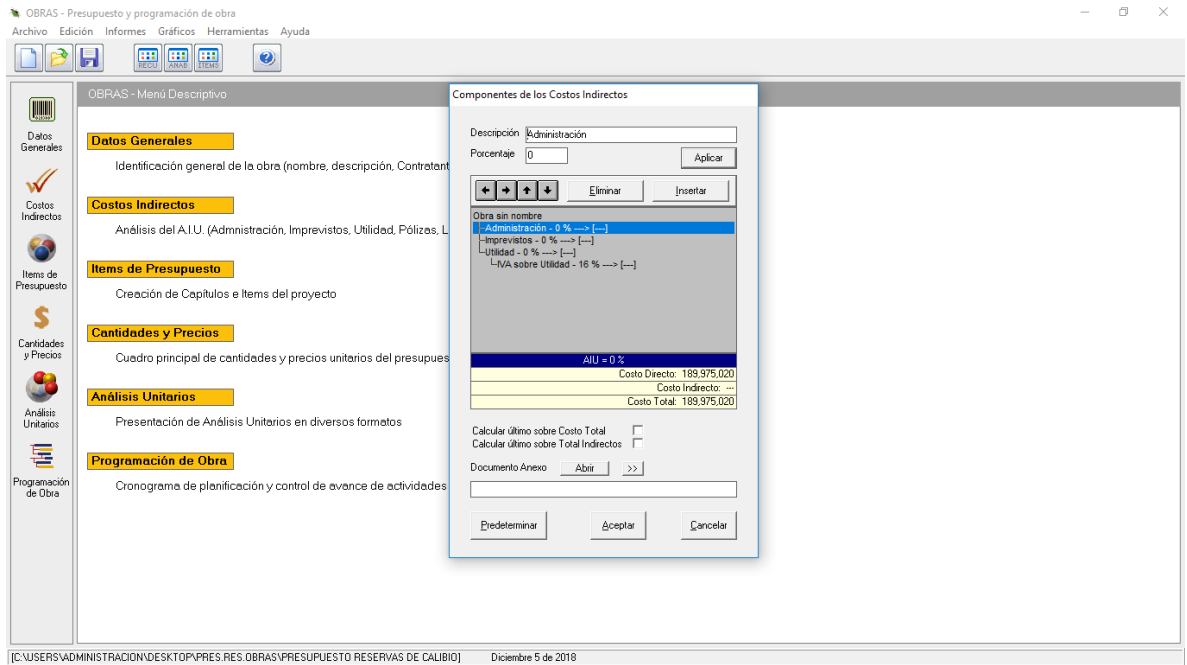 OBRAS - Presupuesto y programación de obra
Archivo Edición Informes Gráficos Herramientas Ayuda
RECU ANAB ITEMS
OBRAS - Menú Descriptivo
Datos
Generales
Costos
Indirectos
Items de
Presupuesto
Cantidades
y Precios
Análisis
Unitarios
Programación
de Obra
Datos Generales
Identificación general de la obra (nombre, descripción, Contratant
Costos Indirectos
Análisis del A.I.U. (Admnistración, Imprevistos, Utilidad, Pólizas, L
Items de Presupuesto
Creación de Capítulos e Items del proyecto
Cantidades y Precios
Cuadro principal de cantidades y precios unitarios del presupues
Análisis Unitarios
Presentación de Análisis Unitarios en diversos formatos
Programación de Obra
Cronograma de planificación y control de avance de actividades
Componentes de los Costos Indirectos
Descripción Administración
Porcentaje 0 Aplicar
Eliminar Insertar
Obra sin nombre
Administración - 0 % ---> [---]
Imprevistos - 0 % ---> [---]
Utilidad - 0 % ---> [---]
IVA sobre Utilidad - 16 % ---> [---]
AIU = 0 %
Costo Directo: 189,975,020
Costo Indirecto: ---
Costo Total: 189,975,020
Calcular último sobre Costo Total
Calcular último sobre Total Indirectos
Documento Anexo Abrir >>
Predeterminar Aceptar Cancelar
[C:\USERS\ADMINISTRACION\DESKTOP\PRES.RES.OBRAS\PRESUPUESTO RESERVAS DE CALIBIO] Diciembre 5 de 2018